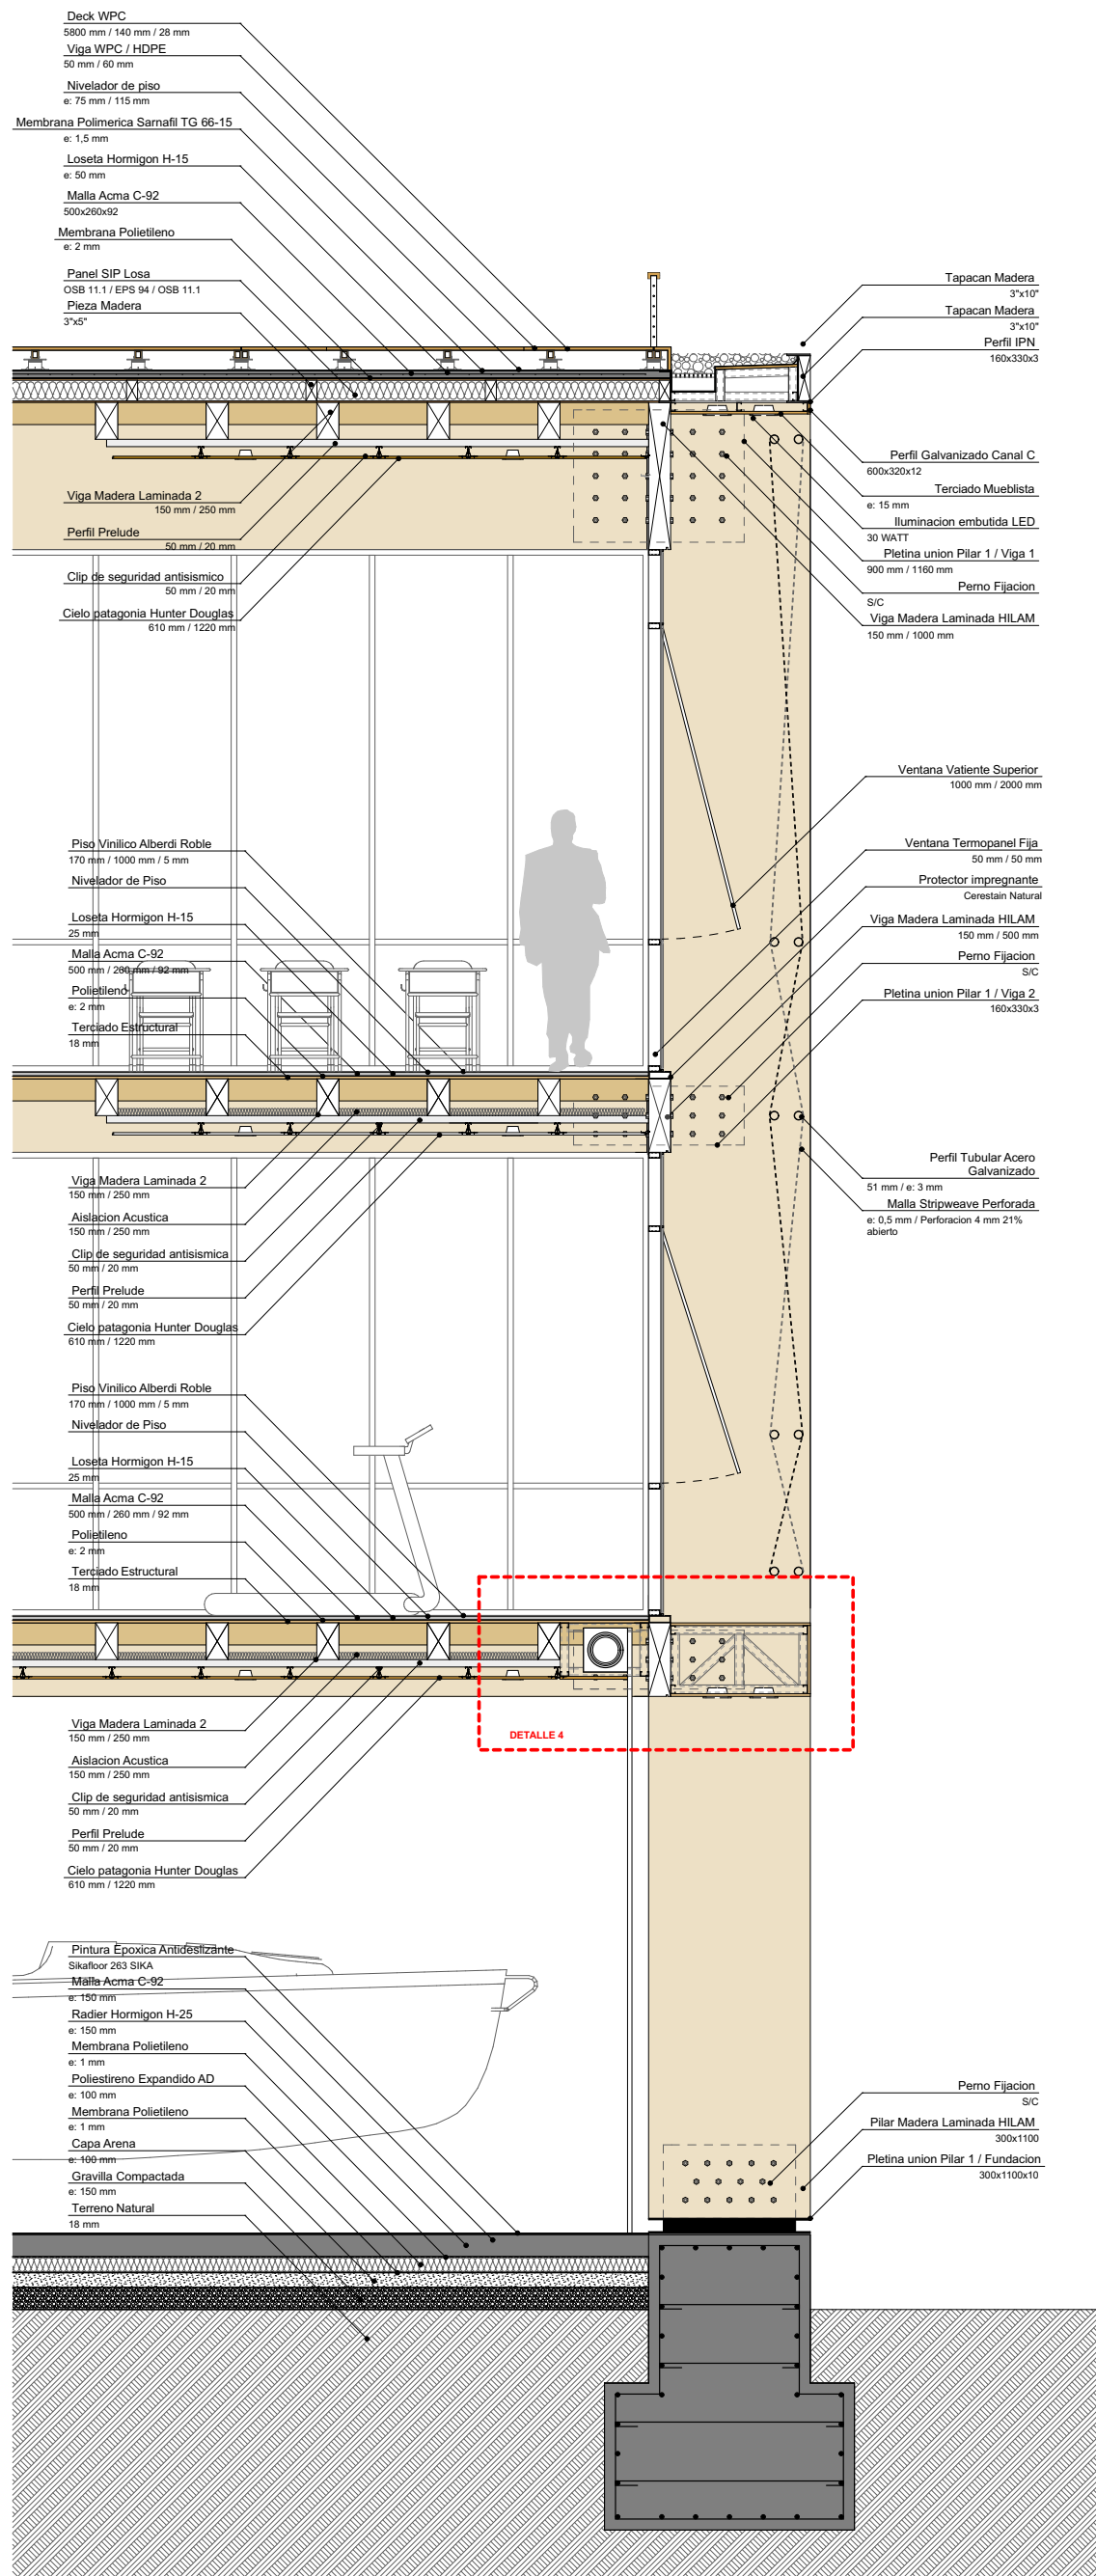 Deck WPC
5800 mm / 140 mm / 28 mm
Viga WPC / HDPE
50 mm / 60 mm
Nivelador de piso
e: 75 mm / 115 mm
Membrana Polimerica Sarnafil TG 66-15
e: 1,5 mm
Loseta Hormigon H-15
e: 50 mm
Malla Acma C-92
500x260x92
Membrana Polietileno
e: 2 mm
Panel SIP Losa
OSB 11.1 / EPS 94 / OSB 11.1
Pieza Madera
3"x5"
Viga Madera Laminada 2
150 mm / 250 mm
Perfil Prelude
50 mm / 20 mm
Clip de seguridad antisismico
50 mm / 20 mm
Cielo patagonia Hunter Douglas
610 mm / 1220 mm
Tapacan Madera
3"x10"
Tapacan Madera
3"x10"
Perfil IPN
160x330x3
Perfil Galvanizado Canal C
600x320x12
Terciado Mueblista
e: 15 mm
Iluminacion embutida LED
30 WATT
Pletina union Pilar 1 / Viga 1
900 mm / 1160 mm
Perno Fijacion
S/C
Viga Madera Laminada HILAM
150 mm / 1000 mm
Piso Vinilico Alberdi Roble
170 mm / 1000 mm / 5 mm
Nivelador de Piso
Loseta Hormigon H-15
25 mm
Malla Acma C-92
500 mm / 260 mm / 92 mm
Polietileno
e: 2 mm
Terciado Estructural
18 mm
Viga Madera Laminada 2
150 mm / 250 mm
Aislacion Acustica
150 mm / 250 mm
Clip de seguridad antisismica
50 mm / 20 mm
Perfil Prelude
50 mm / 20 mm
Cielo patagonia Hunter Douglas
610 mm / 1220 mm
Ventana Vatiente Superior
1000 mm / 2000 mm
Ventana Termopanel Fija
50 mm / 50 mm
Protector impregnante
Cerestain Natural
Viga Madera Laminada HILAM
150 mm / 500 mm
Perno Fijacion
S/C
Pletina union Pilar 1 / Viga 2
160x330x3
Perfil Tubular Acero
Galvanizado
51 mm / e: 3 mm
Malla Stripweave Perforada
e: 0,5 mm / Perforacion 4 mm 21%
abierto
Piso Vinilico Alberdi Roble
170 mm / 1000 mm / 5 mm
Nivelador de Piso
Loseta Hormigon H-15
25 mm
Malla Acma C-92
500 mm / 260 mm / 92 mm
Polietileno
e: 2 mm
Terciado Estructural
18 mm
DETALLE 4
Viga Madera Laminada 2
150 mm / 250 mm
Aislacion Acustica
150 mm / 250 mm
Clip de seguridad antisismica
50 mm / 20 mm
Perfil Prelude
50 mm / 20 mm
Cielo patagonia Hunter Douglas
610 mm / 1220 mm
Pintura Epoxica Antideslizante
Sikafloor 263 SIKA
Malla Acma C-92
e: 150 mm
Radier Hormigon H-25
e: 150 mm
Membrana Polietileno
e: 1 mm
Poliestireno Expandido AD
e: 100 mm
Membrana Polietileno
e: 1 mm
Capa Arena
e: 100 mm
Gravilla Compactada
e: 150 mm
Terreno Natural
18 mm
Perno Fijacion
S/C
Pilar Madera Laminada HILAM
300x1100
Pletina union Pilar 1 / Fundacion
300x1100x10